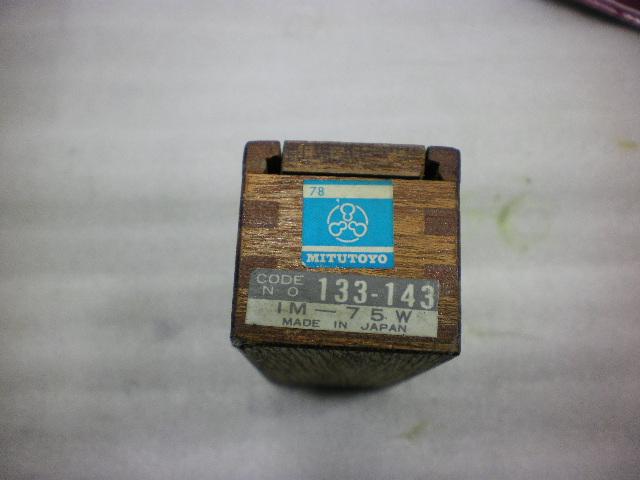 78
MITUTOYO
CODE
NO 133-143
IM-75W
MADE IN JAPAN